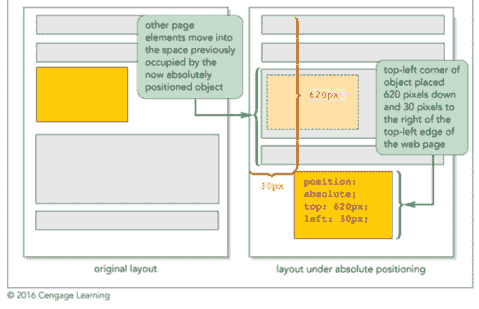 other page
elements move into
the space previously
occupied by the
now absolutely
positioned object
620px
top-left corner of
object placed
620 pixels down
and 30 pixels to
the right of the
top-left edge of
the web page
30px
position:
absolute;
top: 620px;
left: 30px;
original layout
layout under absolute positioning
© 2016 Cengage Learning